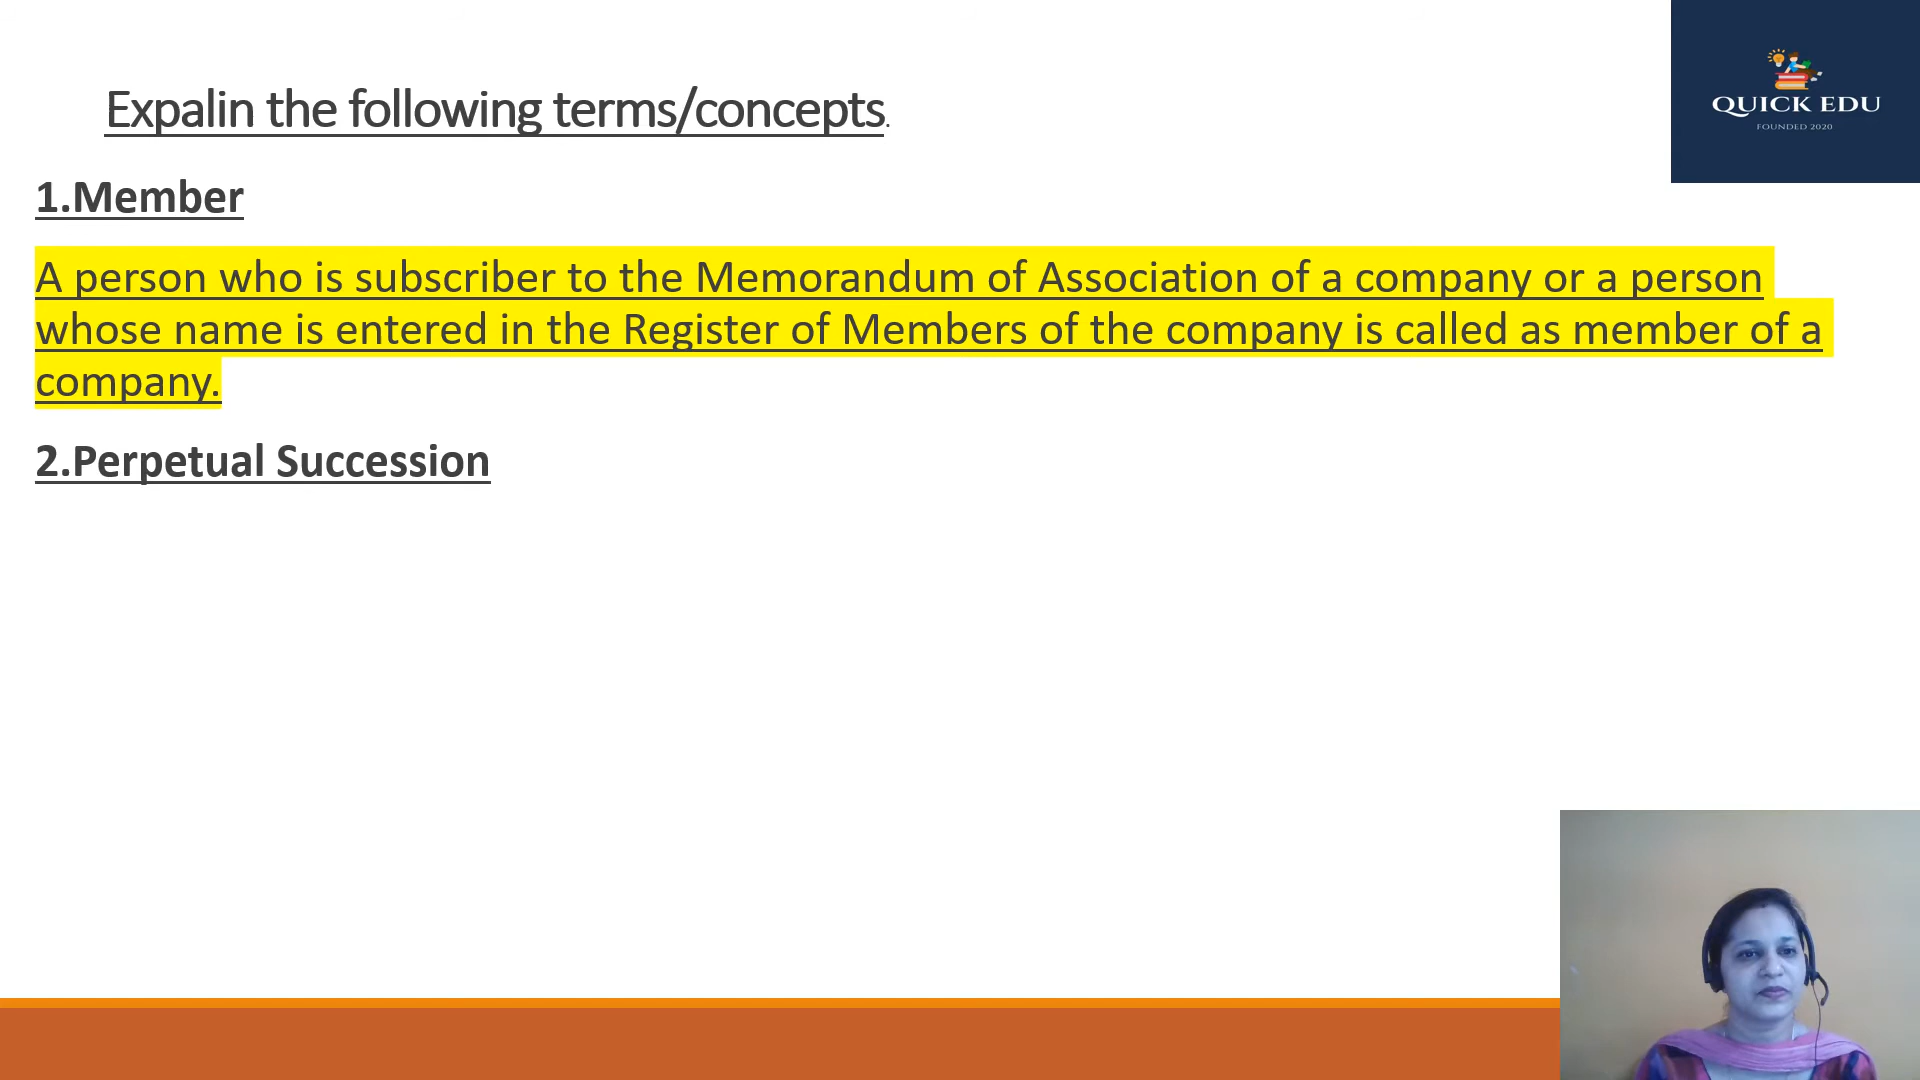 Expalin the following terms/concepts.
QUICK EDU
FOUNDED 2020
1.Member
A person who is subscriber to the Memorandum of Association of a company or a person
whose name is entered in the Register of Members of the company is called as member of a
company.
2.Perpetual Succession